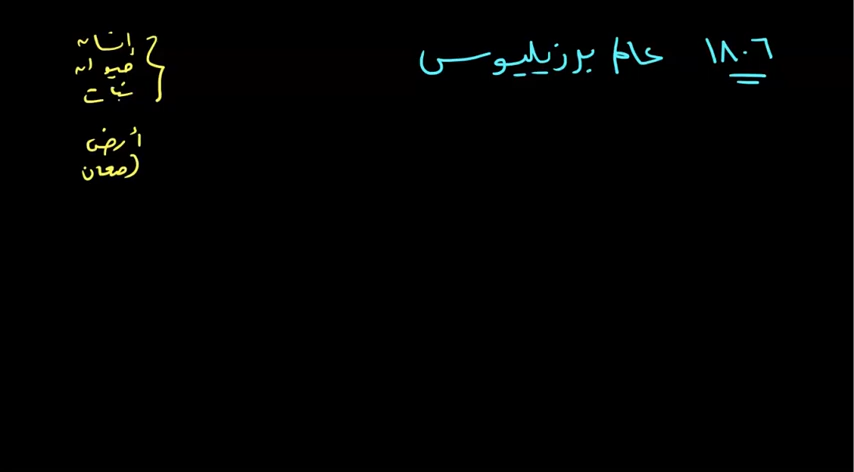 ١٨٠٦ عالم برزيليوس
إنسان
حيوان
نبات
أرض
(معادن